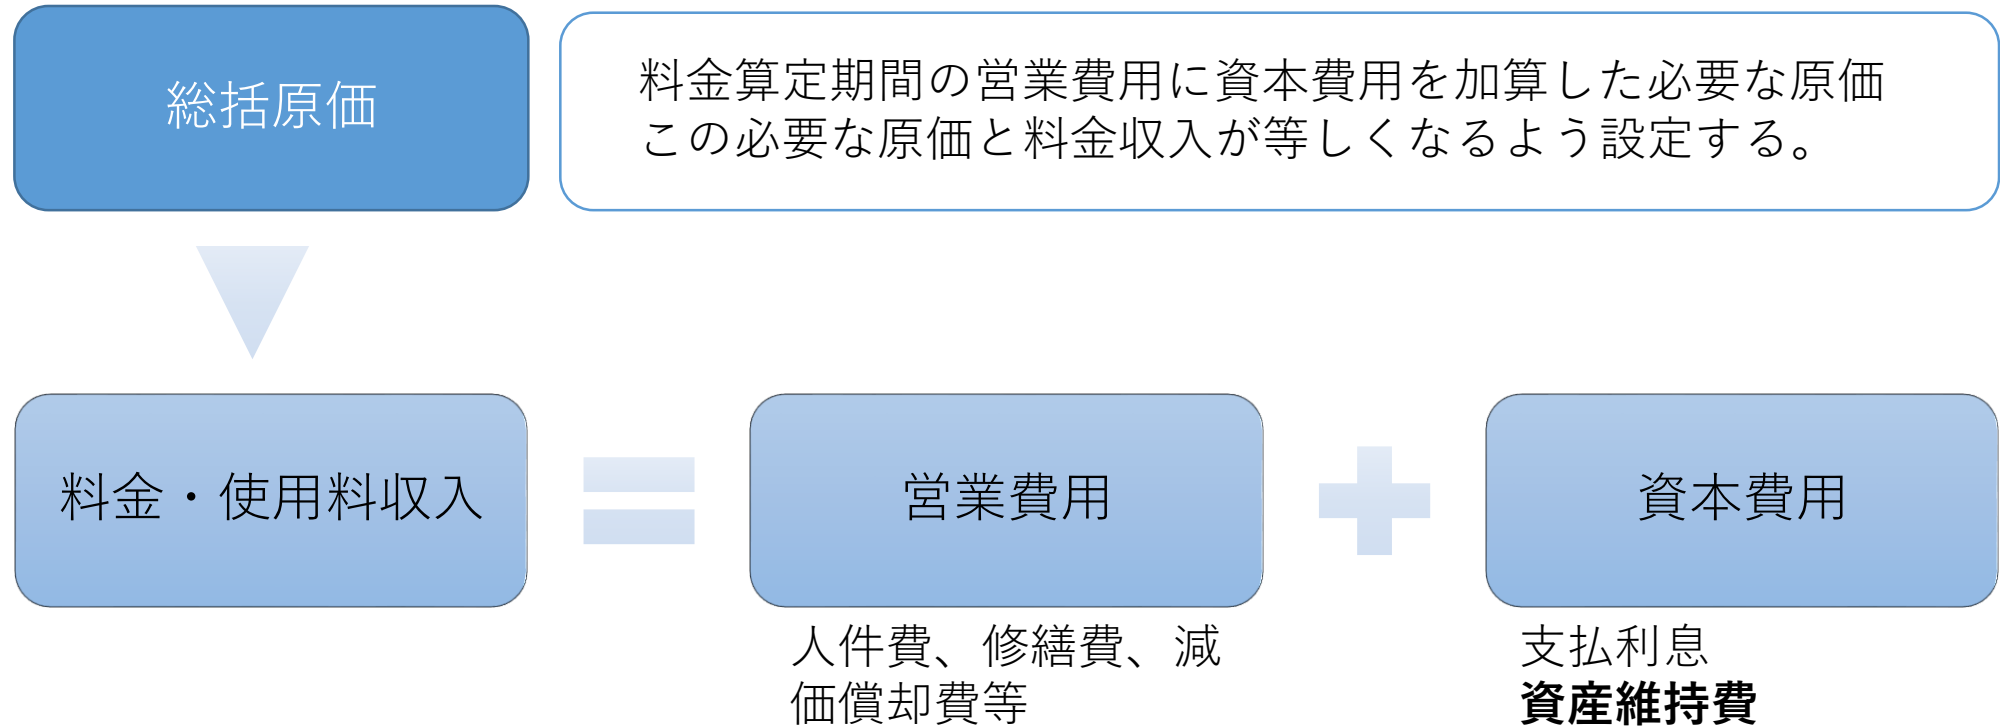 総括原価
料金算定期間の営業費用に資本費用を加算した必要な原価
この必要な原価と料金収入が等しくなるよう設定する。
料金・使用料収入
営業費用
資本費用
人件費、修繕費、減
価償却費等
支払利息
資産維持費